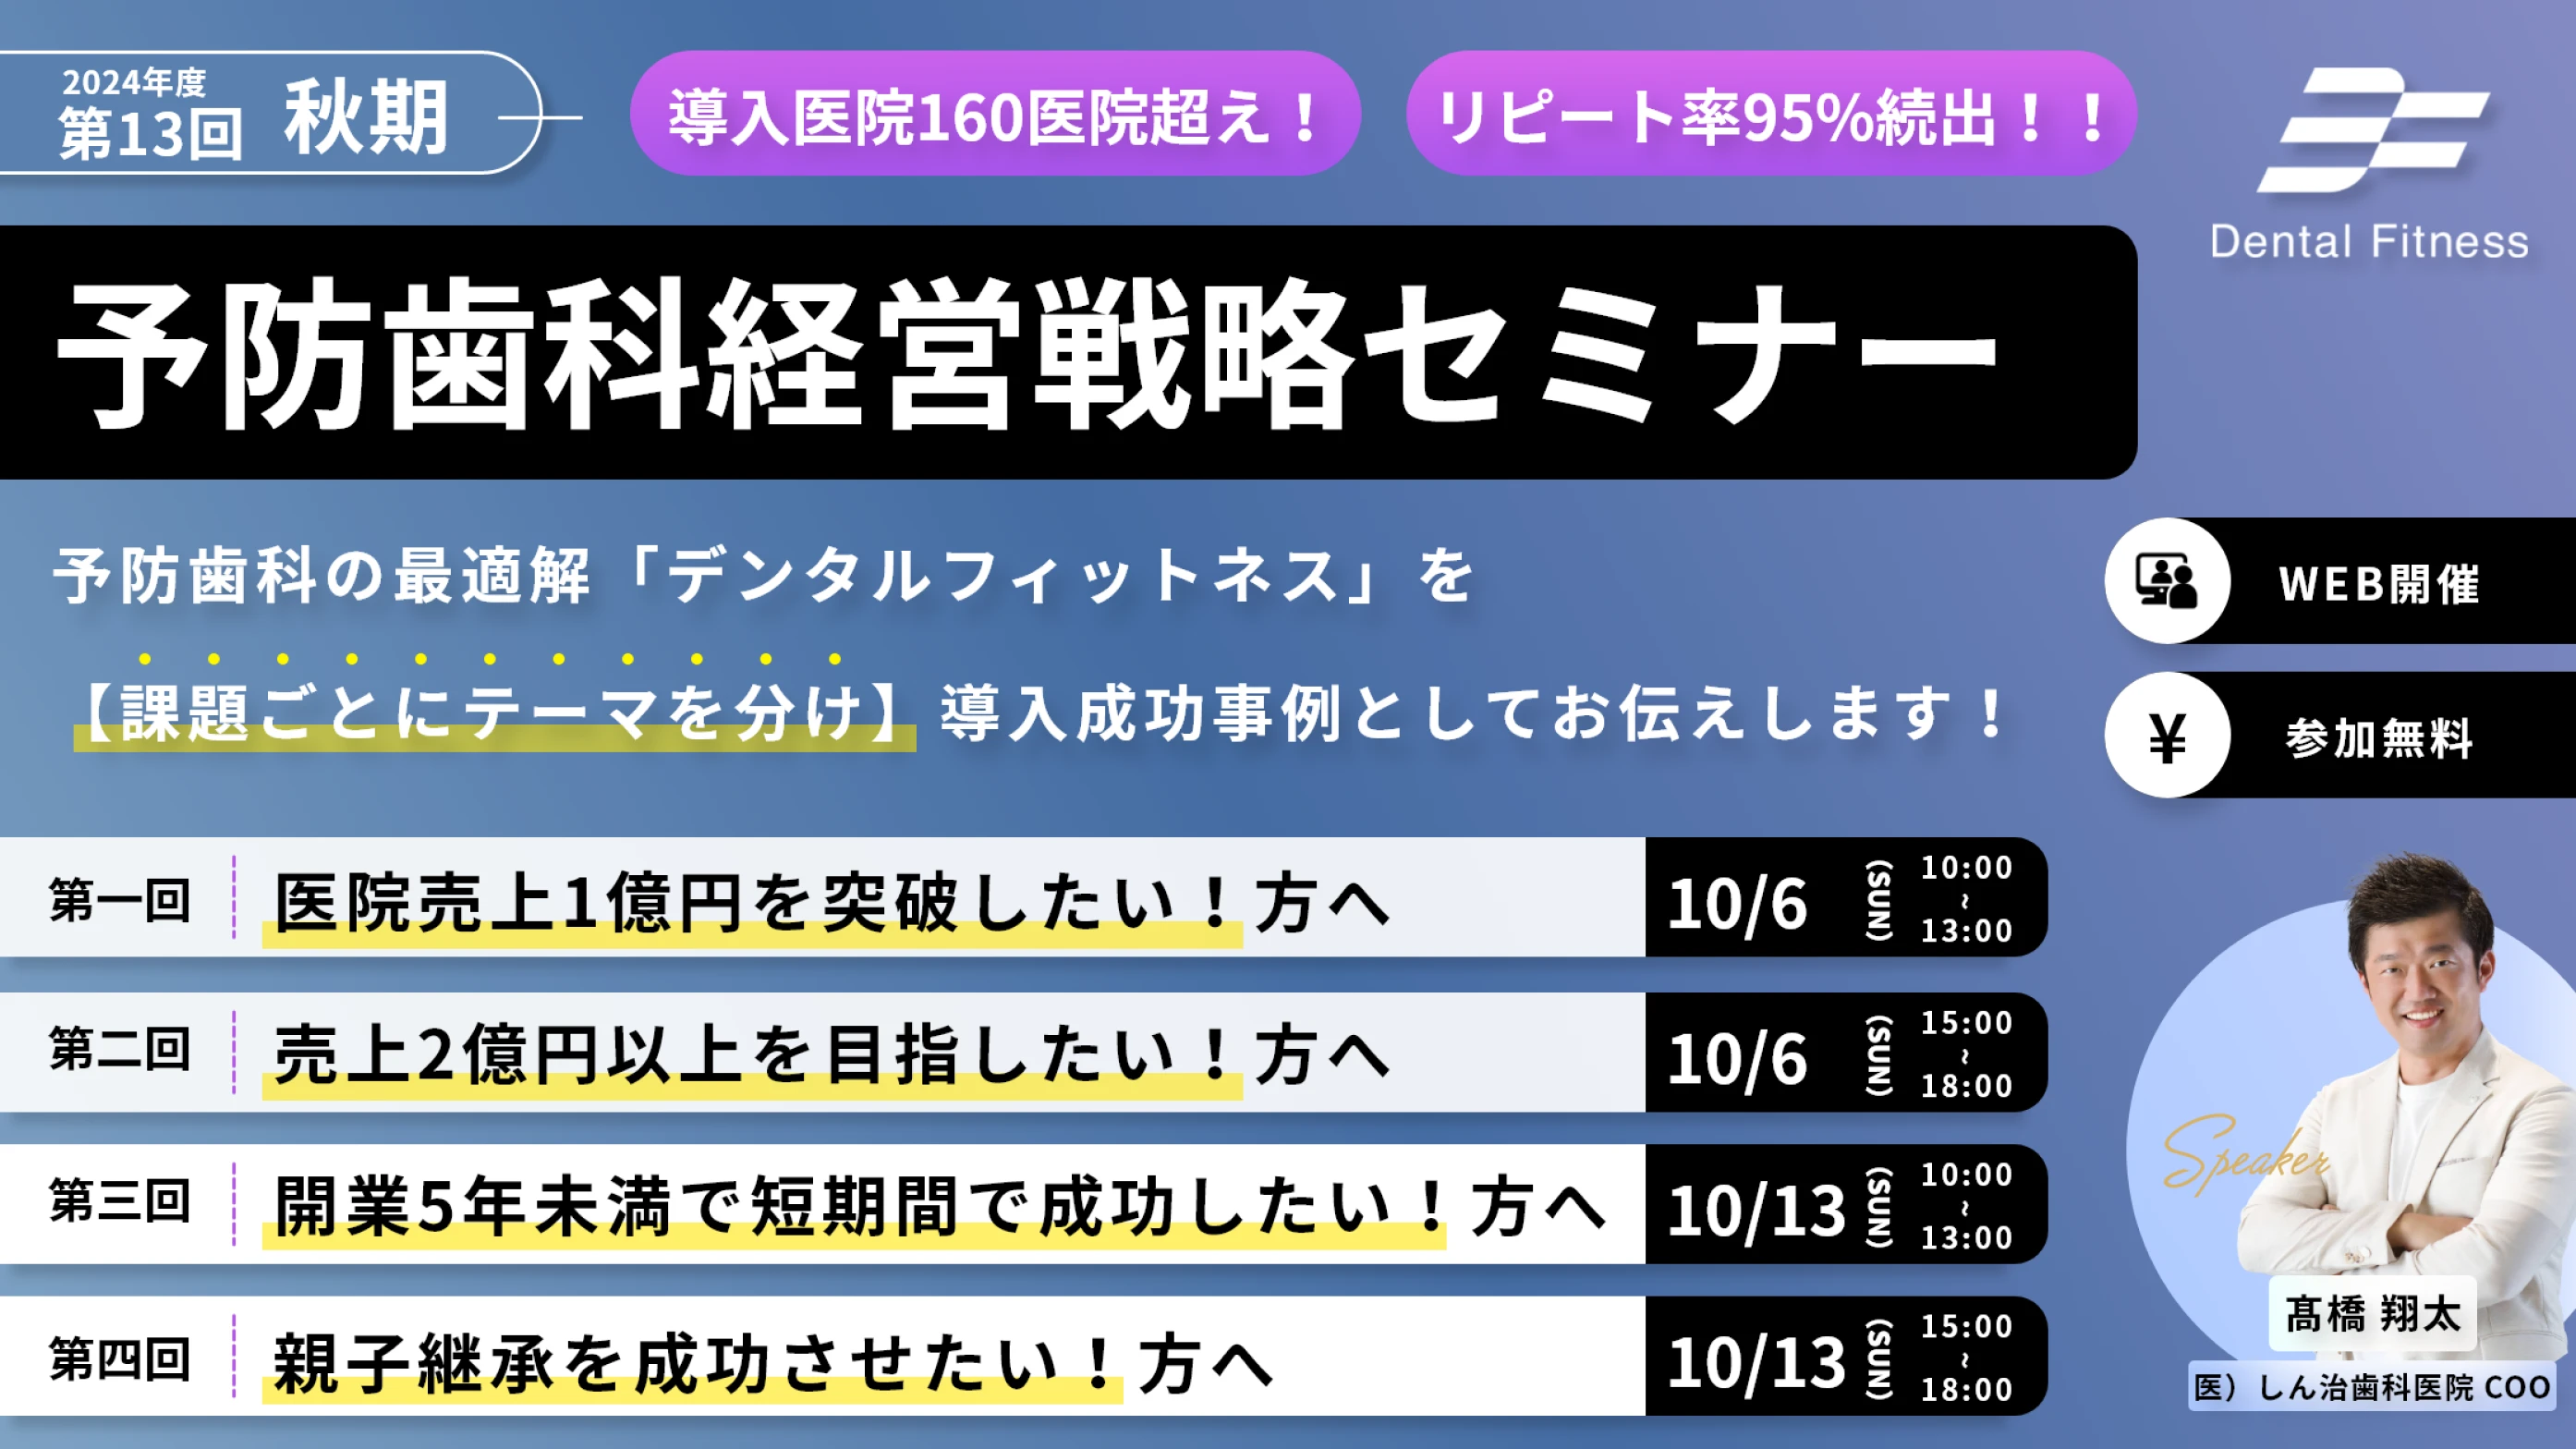 2024年度
第13回 秋期
導入医院160医院超え！
リピート率95%続出！！
Dental Fitness
予防歯科経営戦略セミナー
予防歯科の最適解「デンタルフィットネス」を
【課題ごとにテーマを分け】導入成功事例としてお伝えします！
WEB開催
¥ 参加無料
第一回 医院売上1億円を突破したい！方へ 10/6 (SUN) 10:00 ~ 13:00
第二回 売上2億円以上を目指したい！方へ 10/6 (SUN) 15:00 ~ 18:00
第三回 開業5年未満で短期間で成功したい！方へ 10/13 (SUN) 10:00 ~ 13:00
第四回 親子継承を成功させたい！方へ 10/13 (SUN) 15:00 ~ 18:00
Speaker
髙橋 翔太
医）しん治歯科医院 COO